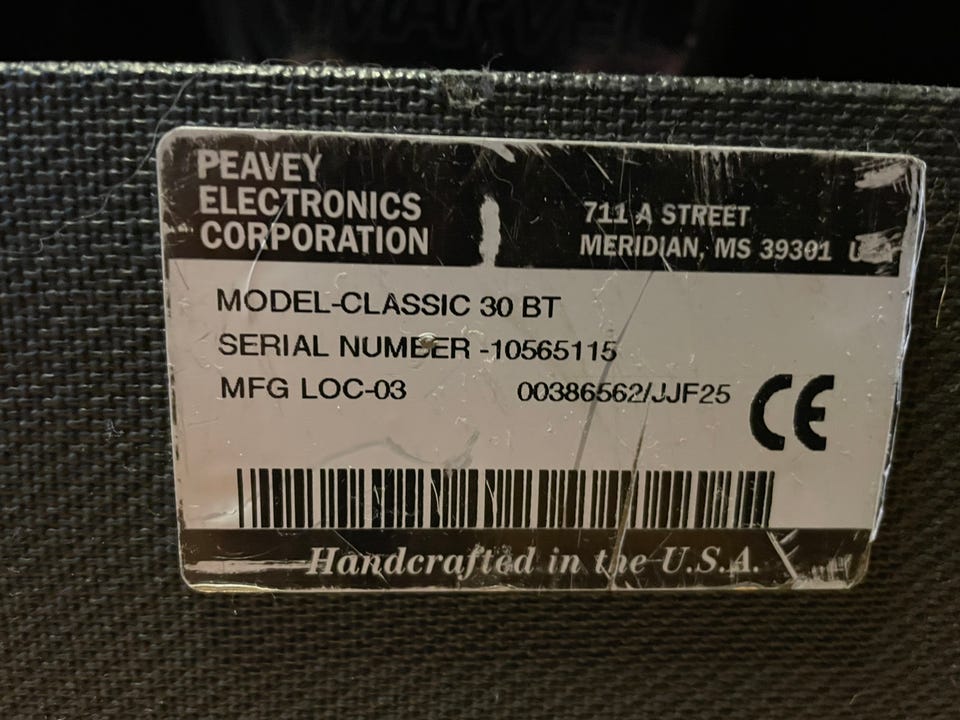 MARVEL
PEAVEY
ELECTRONICS
CORPORATION
711 A STREET
MERIDIAN, MS 39301
MODEL-CLASSIC 30 BT
SERIAL NUMBER -10565115
MFG LOC-03 00386562/JJF25 CE
Handcrafted in the U.S.A.